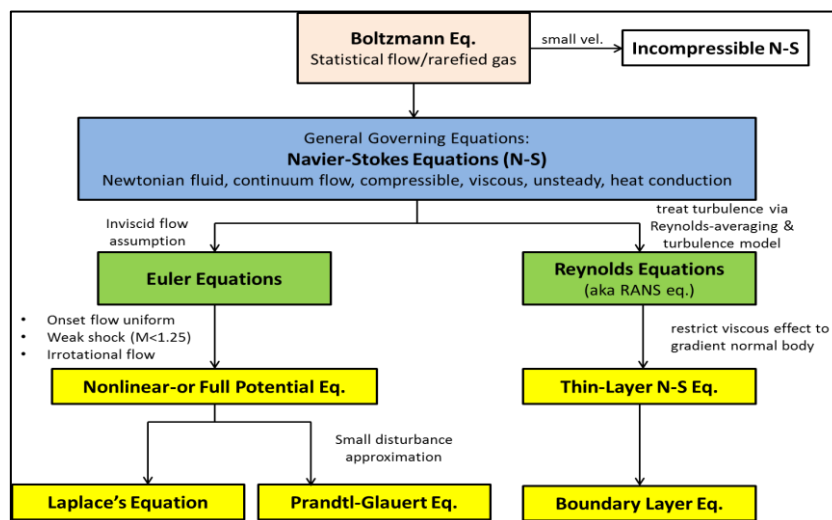 Boltzmann Eq.
Statistical flow/rarefied gas
small vel.
Incompressible N-S
General Governing Equations:
Navier-Stokes Equations (N-S)
Newtonian fluid, continuum flow, compressible, viscous, unsteady, heat conduction
Inviscid flow
assumption
treat turbulence via
Reynolds-averaging &
turbulence model
Euler Equations
Reynolds Equations
(aka RANS eq.)
• Onset flow uniform
• Weak shock (M<1.25)
• Irrotational flow
restrict viscous effect to
gradient normal body
Nonlinear-or Full Potential Eq.
Thin-Layer N-S Eq.
Small disturbance
approximation
Laplace's Equation
Prandtl-Glauert Eq.
Boundary Layer Eq.